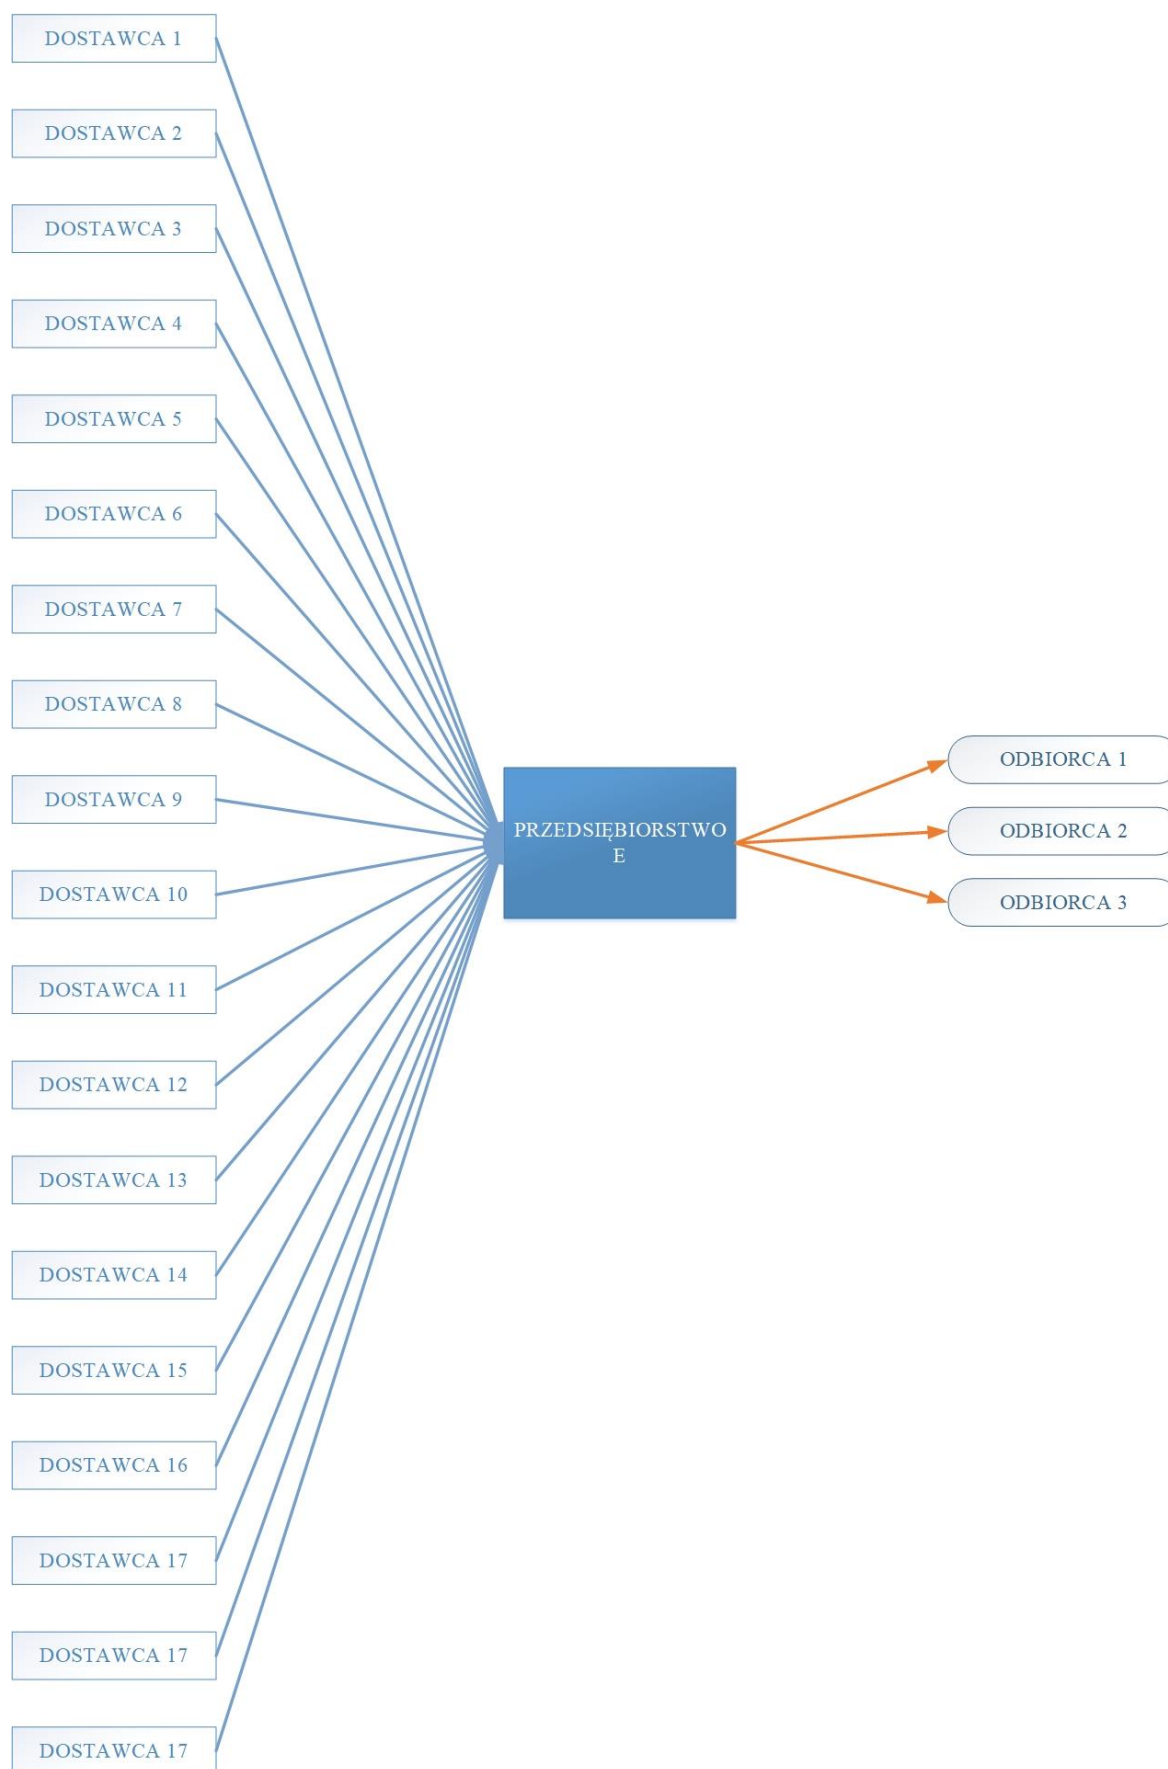 DOSTAWCA 1
DOSTAWCA 2
DOSTAWCA 3
DOSTAWCA 4
DOSTAWCA 5
DOSTAWCA 6
DOSTAWCA 7
DOSTAWCA 8
DOSTAWCA 9
DOSTAWCA 10
DOSTAWCA 11
DOSTAWCA 12
DOSTAWCA 13
DOSTAWCA 14
DOSTAWCA 15
DOSTAWCA 16
DOSTAWCA 17
DOSTAWCA 17
DOSTAWCA 17
PRZEDSIĘBIORSTWO
E
ODBIORCA 1
ODBIORCA 2
ODBIORCA 3